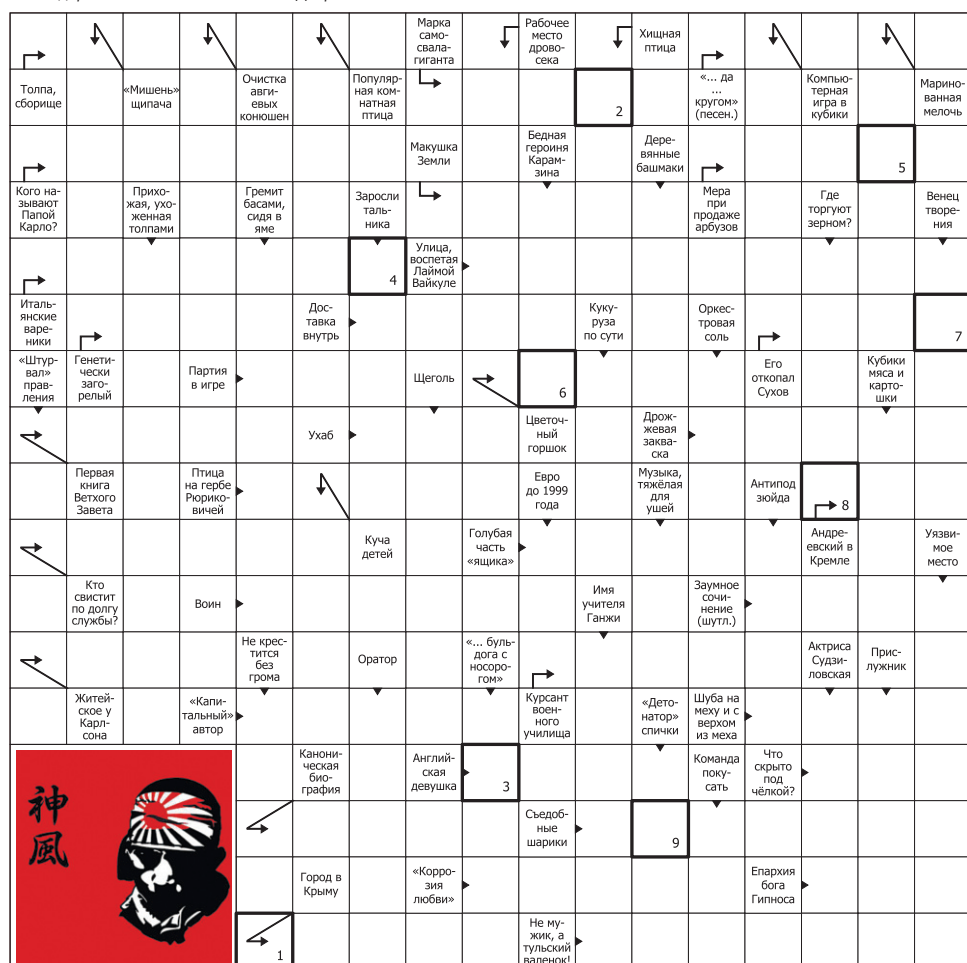 Марка
само-
свала-
гиганта
Рабочее
место
дрово-
сека
Хищная
птица
Толпа,
сборище
«Мишень»
щипача
Очистка
авги-
евых
конюшен
Популяр-
ная ком-
натная
птица
2
«... да
...
кругом»
(песен.)
Компью-
терная
игра в
кубики
Марино-
ванная
мелочь
Макушка
Земли
Бедная
героиня
Карам-
зина
Дере-
вянные
башмаки
5
Кого на-
зывают
Папой
Карло?
Прихо-
жая, ухо-
женная
толпами
Гремит
басами,
сидя в
яме
Заросли
таль-
ника
Мера
при
продаже
арбузов
Где
торгуют
зерном?
Венец
творе-
ния
4
Улица,
воспетая
Лаймой
Вайкуле
Италь-
янские
варе-
ники
Дос-
тавка
внутрь
Куку-
руза
по сути
Оркес-
тровая
соль
7
«Штур-
вал»
прав-
ления
Генети-
чески
заго-
релый
Партия
в игре
Щеголь
6
Его
откопал
Сухов
Кубики
мяса и
карто-
шки
Ухаб
Цветоч-
ный
горшок
Дрож-
жевая
заква-
ска
Первая
книга
Ветхого
Завета
Птица
на гербе
Рюрико-
вичей
Евро
до 1999
года
Музыка,
тяжёлая
для
ушей
Антипод
зюйда
8
Куча
детей
Голубая
часть
«ящика»
Андре-
евский в
Кремле
Уязви-
мое
место
Кто
свистит
по долгу
службы?
Воин
Имя
учителя
Ганжи
Заумное
сочи-
нение
(шутл.)
Не крес-
тится
без
грома
Оратор
«... буль-
дога с
носоро-
гом»
Актриса
Судзи-
ловская
Прис-
лужник
Житей-
ское у
Карл-
сона
«Капи-
тальный»
автор
Курсант
воен-
ного
училища
«Дето-
натор»
спички
Шуба на
меху и с
верхом
из меха
神
風
Канони-
ческая
био-
графия
Англий-
ская
девушка
3
Команда
поку-
сать
Что
скрыто
под
чёлкой?
Съедоб-
ные
шарики
9
Город в
Крыму
«Корро-
зия
любви»
Епархия
бога
Гипноса
1
Не му-
жик, а
тульский
валенок!